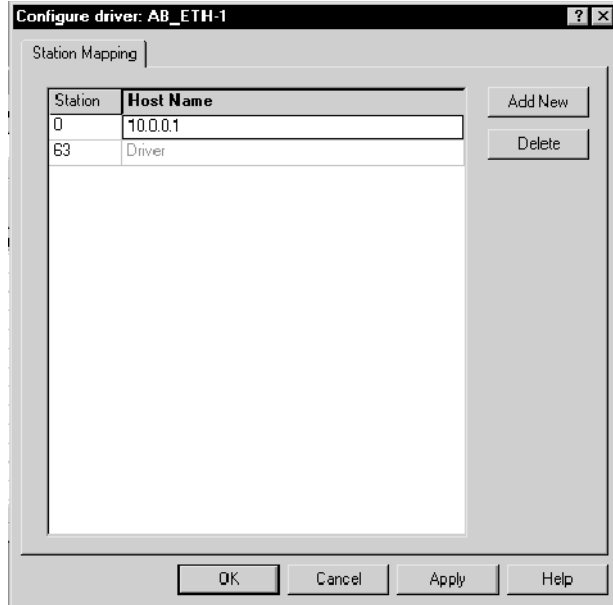 Configure driver: AB_ETH-1
Station Mapping
Station Host Name
0 10.0.0.1
63 Driver
Add New
Delete
OK Cancel Apply Help